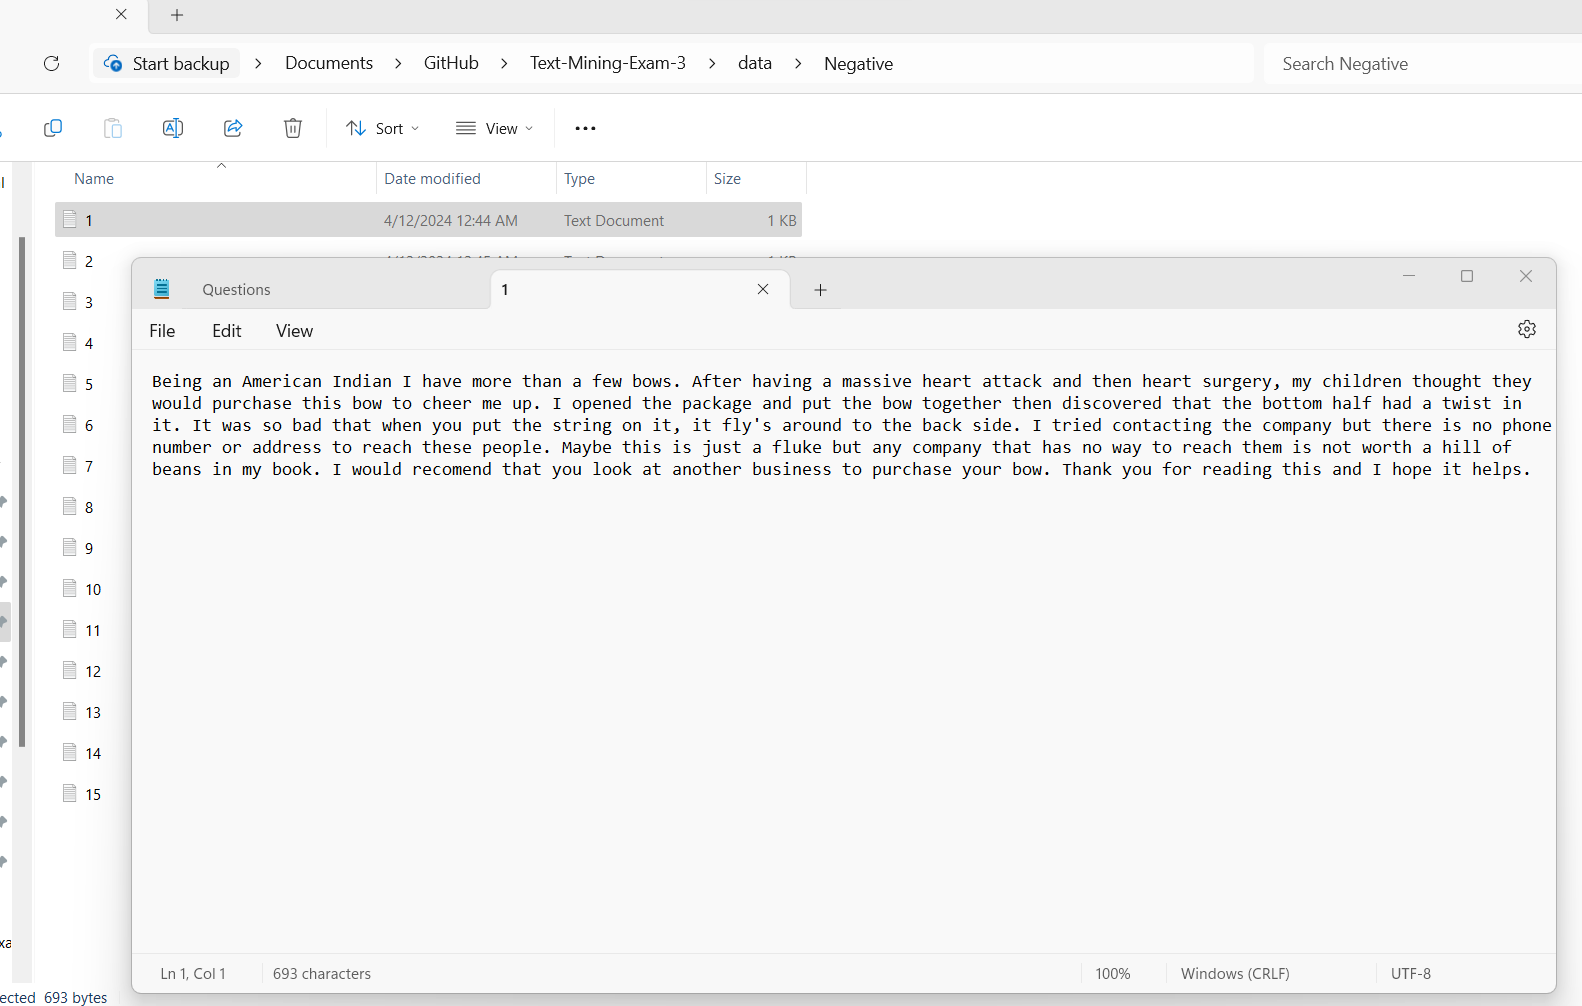 Start backup > Documents > GitHub > Text-Mining-Exam-3 > data > Negative
Search Negative
Sort
View
Name Date modified Type Size
1 4/12/2024 12:44 AM Text Document 1 KB
2
3
4
5
6
7
8
9
10
11
12
13
14
15
Questions
1
File Edit View
Being an American Indian I have more than a few bows. After having a massive heart attack and then heart surgery, my children thought they
would purchase this bow to cheer me up. I opened the package and put the bow together then discovered that the bottom half had a twist in
it. It was so bad that when you put the string on it, it fly's around to the back side. I tried contacting the company but there is no phone
number or address to reach these people. Maybe this is just a fluke but any company that has no way to reach them is not worth a hill of
beans in my book. I would recomend that you look at another business to purchase your bow. Thank you for reading this and I hope it helps.
Ln 1, Col 1
693 characters
100%
Windows (CRLF)
UTF-8
ected 693 bytes